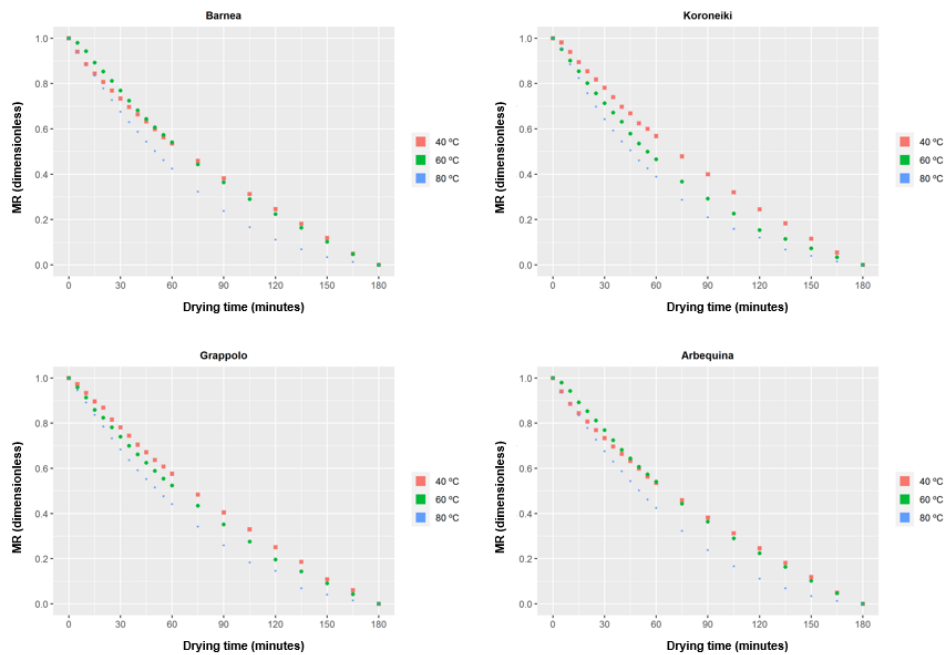 Barnea
MR (dimensionless)
1.0
0.8
0.6
0.4
0.2
0.0
0 30 60 90 120 150 180
Drying time (minutes)
40 ºC
60 ºC
80 ºC
Koroneiki
MR (dimensionless)
1.0
0.8
0.6
0.4
0.2
0.0
0 30 60 90 120 150 180
Drying time (minutes)
40 ºC
60 ºC
80 ºC
Grappolo
MR (dimensionless)
1.0
0.8
0.6
0.4
0.2
0.0
0 30 60 90 120 150 180
Drying time (minutes)
40 ºC
60 ºC
80 ºC
Arbequina
MR (dimensionless)
1.0
0.8
0.6
0.4
0.2
0.0
0 30 60 90 120 150 180
Drying time (minutes)
40 ºC
60 ºC
80 ºC